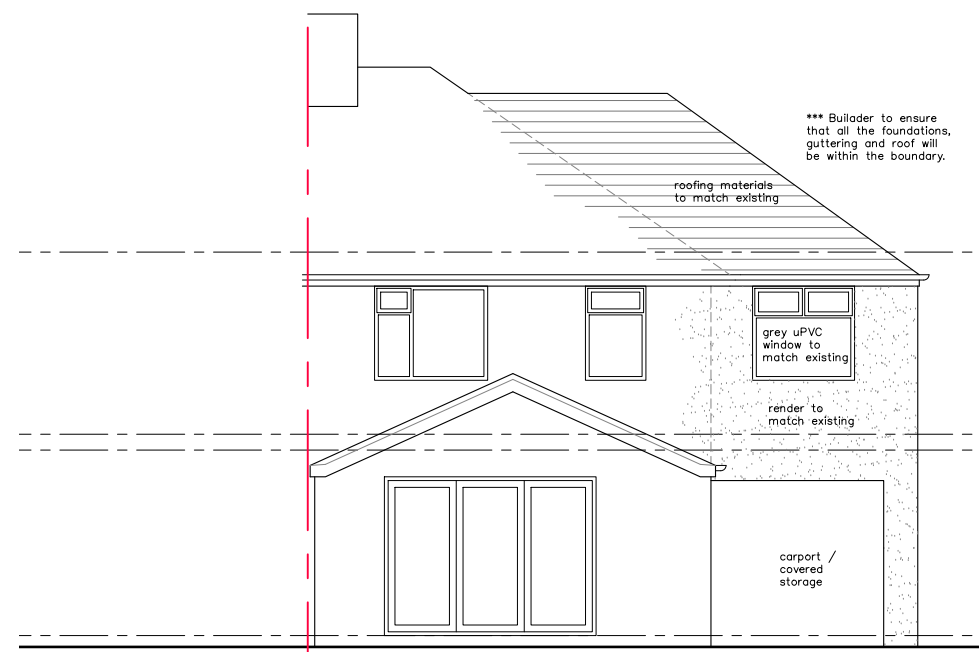 *** Builader to ensure
that all the foundations,
guttering and roof will
be within the boundary.
roofing materials
to match existing
grey uPVC
window to
match existing
render to
match existing
carport /
covered
storage